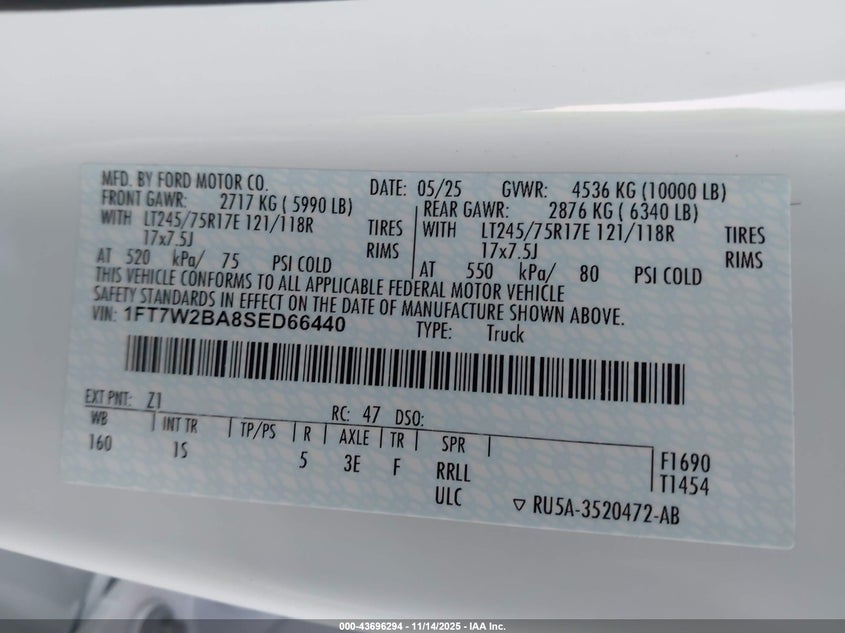 MFD. BY FORD MOTOR CO. DATE: 05/25 GVWR: 4536 KG (10000 LB)
FRONT GAWR: 2717 KG ( 5990 LB) REAR GAWR: 2876 KG ( 6340 LB)
WITH LT245/75R17E 121/118R TIRES WITH LT245/75R17E 121/118R TIRES
17x7.5J RIMS 17x7.5J RIMS
AT 520 kPa/ 75 PSI COLD AT 550 kPa/ 80 PSI COLD
THIS VEHICLE CONFORMS TO ALL APPLICABLE FEDERAL MOTOR VEHICLE
SAFETY STANDARDS IN EFFECT ON THE DATE OF MANUFACTURE SHOWN ABOVE.
VIN: 1FT7W2BA8SED66440 TYPE: Truck
EXT PNT: Z1 RC: 47 DSO:
WB INT TR TP/PS R AXLE TR SPR
160 1S 5 3E F RRLL F1690
ULC T1454
RU5A-3520472-AB
000-43696294 - 11/14/2025 - IAA Inc.